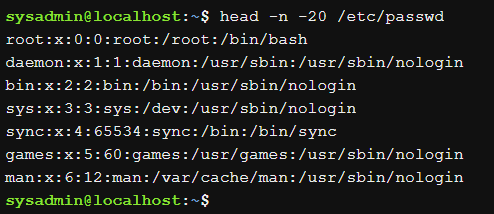 sysadmin@localhost:~$ head -n -20 /etc/passwd
root:x:0:0:root:/root:/bin/bash
daemon:x:1:1:daemon:/usr/sbin:/usr/sbin/nologin
bin:x:2:2:bin:/bin:/usr/sbin/nologin
sys:x:3:3:sys:/dev:/usr/sbin/nologin
sync:x:4:65534:sync:/bin:/bin/sync
games:x:5:60:games:/usr/games:/usr/sbin/nologin
man:x:6:12:man:/var/cache/man:/usr/sbin/nologin
sysadmin@localhost:~$